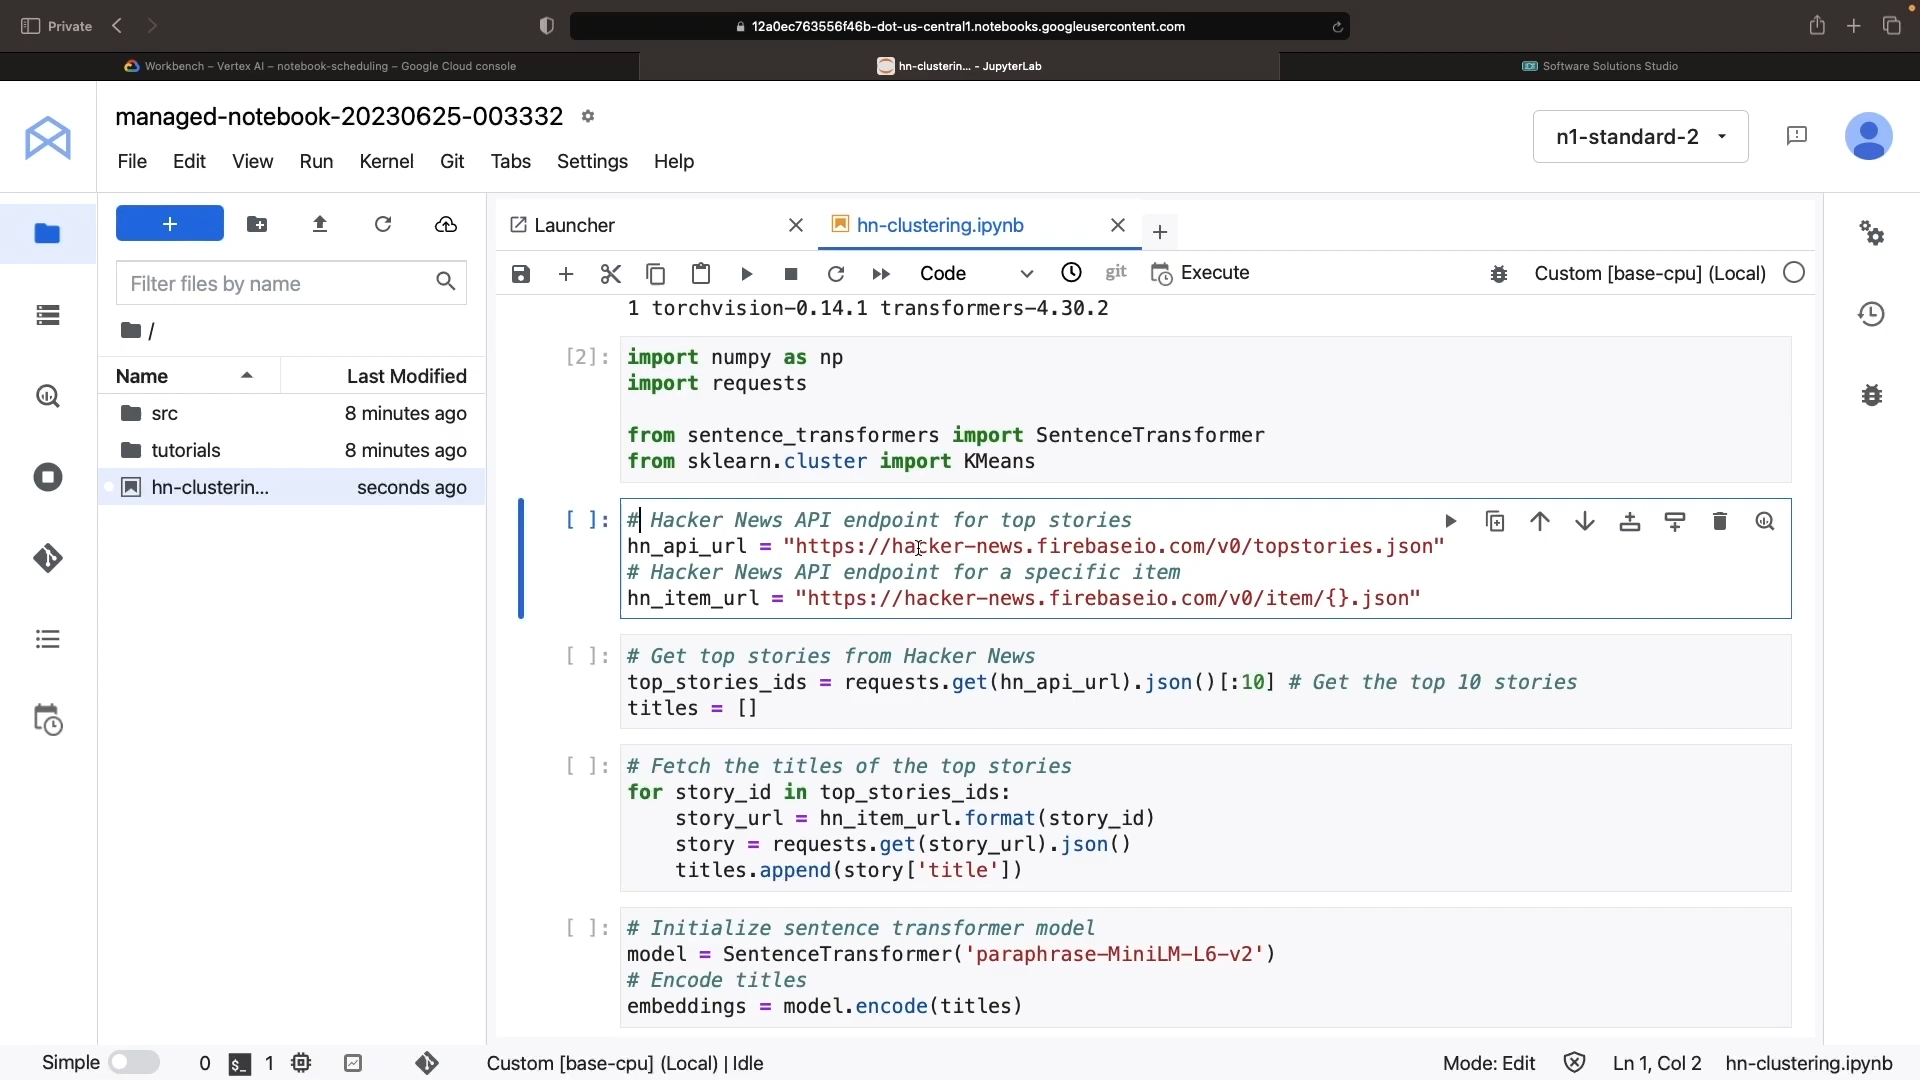 Private
12a0ec763556f46b-dot-us-central1.notebooks.googleusercontent.com
Workbench – Vertex AI – notebook-scheduling – Google Cloud console
hn-clusterin... - JupyterLab
Software Solutions Studio
managed-notebook-20230625-003332
n1-standard-2
File Edit View Run Kernel Git Tabs Settings Help
Launcher
hn-clustering.ipynb
Filter files by name
Code
git
Execute
Custom [base-cpu] (Local)
/
Name Last Modified
src 8 minutes ago
tutorials 8 minutes ago
hn-clusterin... seconds ago
1 torchvision-0.14.1 transformers-4.30.2
[2]: import numpy as np
import requests
from sentence_transformers import SentenceTransformer
from sklearn.cluster import KMeans
[ ]: # Hacker News API endpoint for top stories
hn_api_url = "https://hacker-news.firebaseio.com/v0/topstories.json"
# Hacker News API endpoint for a specific item
hn_item_url = "https://hacker-news.firebaseio.com/v0/item/{}.json"
[ ]: # Get top stories from Hacker News
top_stories_ids = requests.get(hn_api_url).json()[:10] # Get the top 10 stories
titles = []
[ ]: # Fetch the titles of the top stories
for story_id in top_stories_ids:
story_url = hn_item_url.format(story_id)
story = requests.get(story_url).json()
titles.append(story['title'])
[ ]: # Initialize sentence transformer model
model = SentenceTransformer('paraphrase-MiniLM-L6-v2')
# Encode titles
embeddings = model.encode(titles)
Simple 0 $_ 1 Custom [base-cpu] (Local) | Idle Mode: Edit Ln 1, Col 2 hn-clustering.ipynb